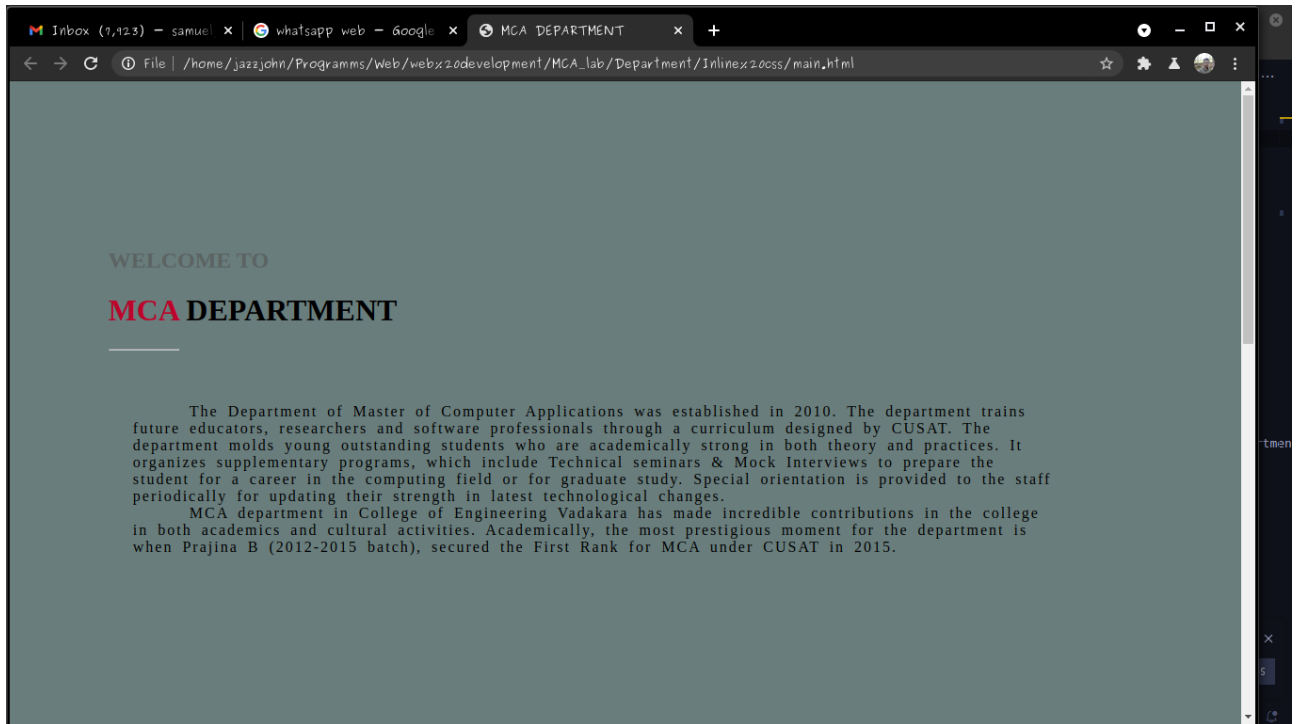 Inbox (7,923) - samuel
whatsapp web - Google
MCA DEPARTMENT
File | /home/jazzjohn/Programms/Web/web%20development/MCA_lab/Department/Inline%20css/main.html
WELCOME TO
MCA DEPARTMENT
The Department of Master of Computer Applications was established in 2010. The department trains
future educators, researchers and software professionals through a curriculum designed by CUSAT. The
department molds young outstanding students who are academically strong in both theory and practices. It
organizes supplementary programs, which include Technical seminars & Mock Interviews to prepare the
student for a career in the computing field or for graduate study. Special orientation is provided to the staff
periodically for updating their strength in latest technological changes.
MCA department in College of Engineering Vadakara has made incredible contributions in the college
in both academics and cultural activities. Academically, the most prestigious moment for the department is
when Prajina B (2012-2015 batch), secured the First Rank for MCA under CUSAT in 2015.